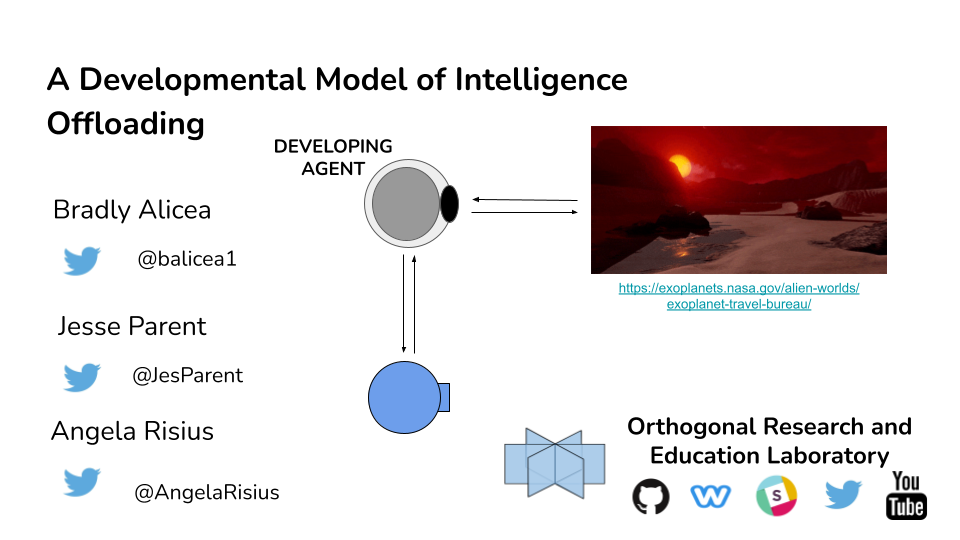 A Developmental Model of Intelligence
Offloading
DEVELOPING
AGENT
Bradly Alicea
@balicea1
Jesse Parent
@JesParent
Angela Risius
@AngelaRisius
https://exoplanets.nasa.gov/alien-worlds/
exoplanet-travel-bureau/
Orthogonal Research and
Education Laboratory
W
S
You
Tube